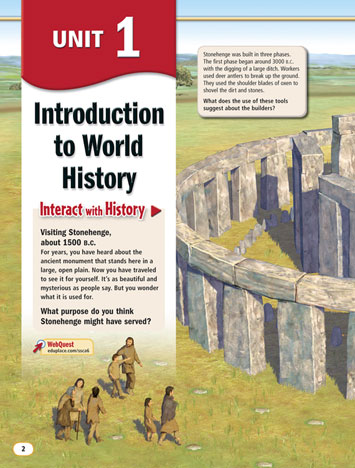 UNIT 1
Stonehenge was built in three phases.
The first phase began around 3000 B.C.
with the digging of a large ditch. Workers
used deer antlers to break up the ground.
They used the shoulder blades of oxen to
shovel the dirt and stones.
What does the use of these tools
suggest about the builders?
Introduction
to World
History
Interact with History
Visiting Stonehenge,
about 1500 B.C.
For years, you have heard about the
ancient monument that stands here in a
large, open plain. Now you have traveled
to see it for yourself. It's as beautiful and
mysterious as people say. But you wonder
what it is used for.
What purpose do you think
Stonehenge might have served?
WebQuest
eduplace.com/ssca6
2